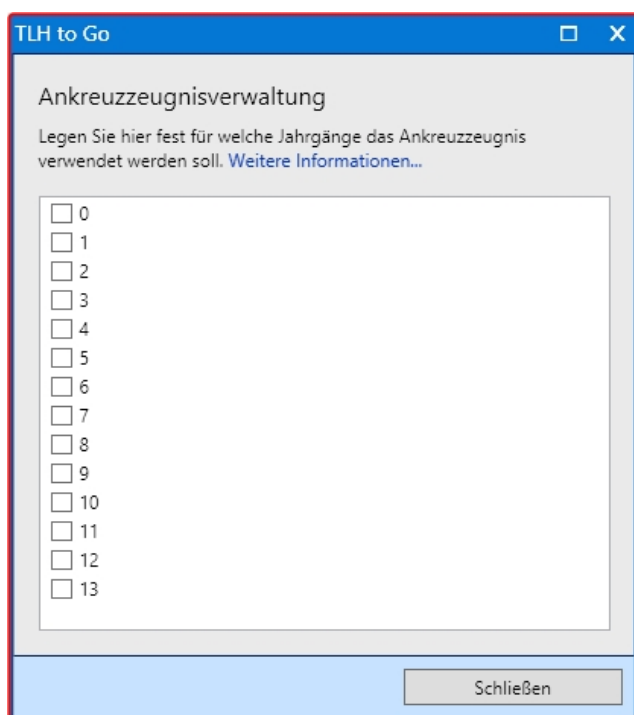 TLH to Go
Ankreuzzeugnisverwaltung
Legen Sie hier fest für welche Jahrgänge das Ankreuzzeugnis
verwendet werden soll. Weitere Informationen...
0
1
2
3
4
5
6
7
8
9
10
11
12
13
Schließen